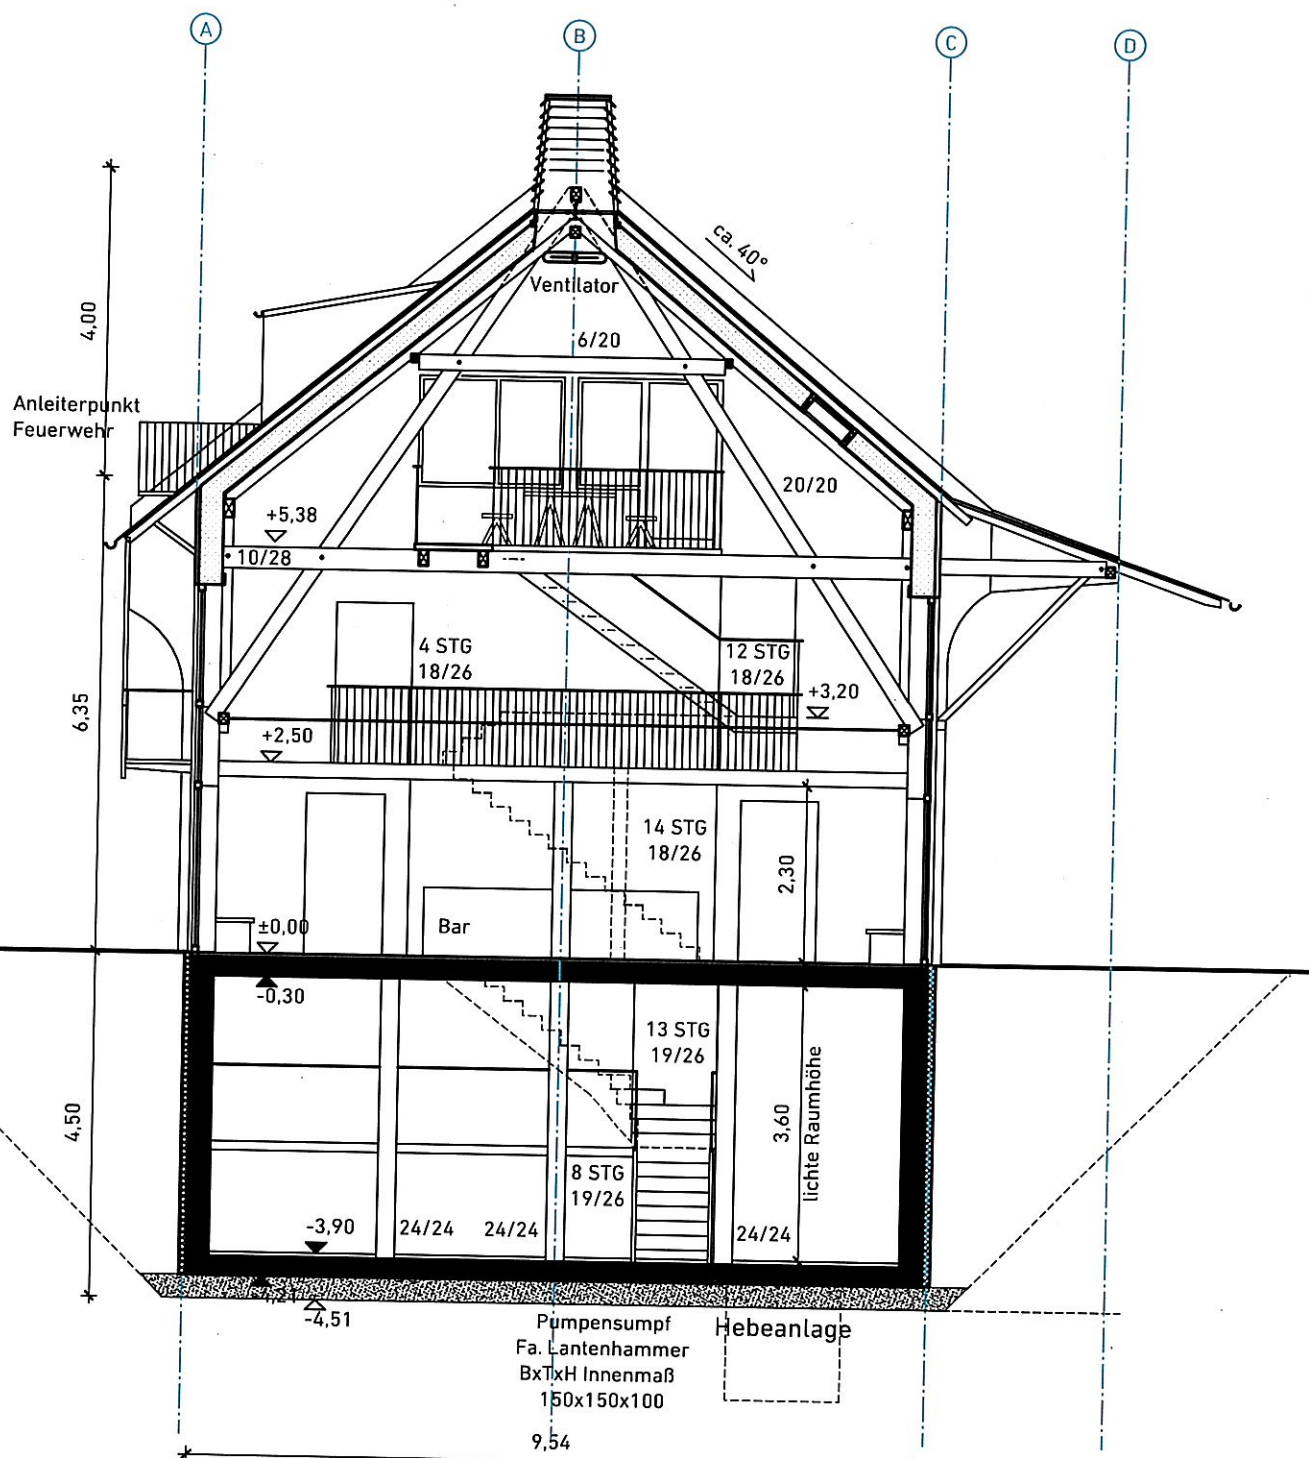 A
B
C
D
ca. 40°
Ventilator
4,00
6/20
Anleiterpunkt
Feuerwehr
20/20
+5,38
10/28
4 STG
18/26
12 STG
18/26
+3,20
6,35
+2,50
14 STG
18/26
2,30
Bar
±0,00
-0,30
13 STG
19/26
4,50
3,60
lichte Raumhöhe
8 STG
19/26
-3,90
24/24
24/24
24/24
-4,51
Pumpensumpf
Fa. Lantenhammer
BxTxH Innenmaß
150x150x100
Hebeanlage
9,54